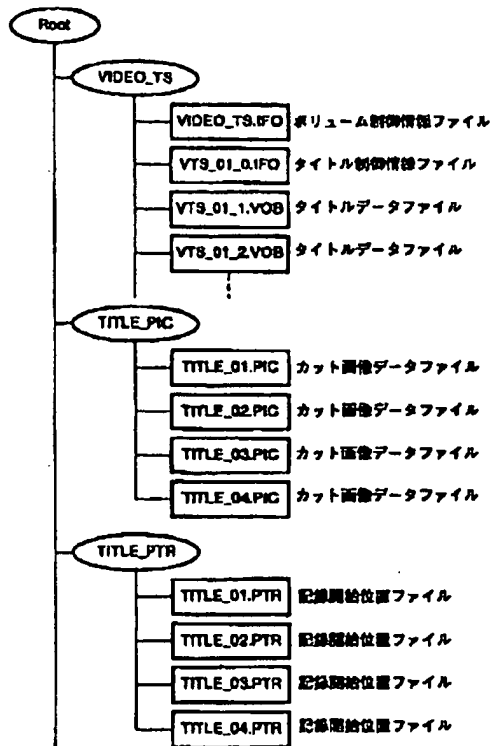 Root
VIDEO_TS
VIDEO_TS.IFO ボリューム制御情報ファイル
VTS_01_0.IFO タイトル制御情報ファイル
VTS_01_1.VOB タイトルデータファイル
VTS_01_2.VOB タイトルデータファイル
TITLE_PIC
TITLE_01.PIC カット画像データファイル
TITLE_02.PIC カット画像データファイル
TITLE_03.PIC カット画像データファイル
TITLE_04.PIC カット画像データファイル
TITLE_PTR
TITLE_01.PTR 記録開始位置ファイル
TITLE_02.PTR 記録開始位置ファイル
TITLE_03.PTR 記録開始位置ファイル
TITLE_04.PTR 記録開始位置ファイル